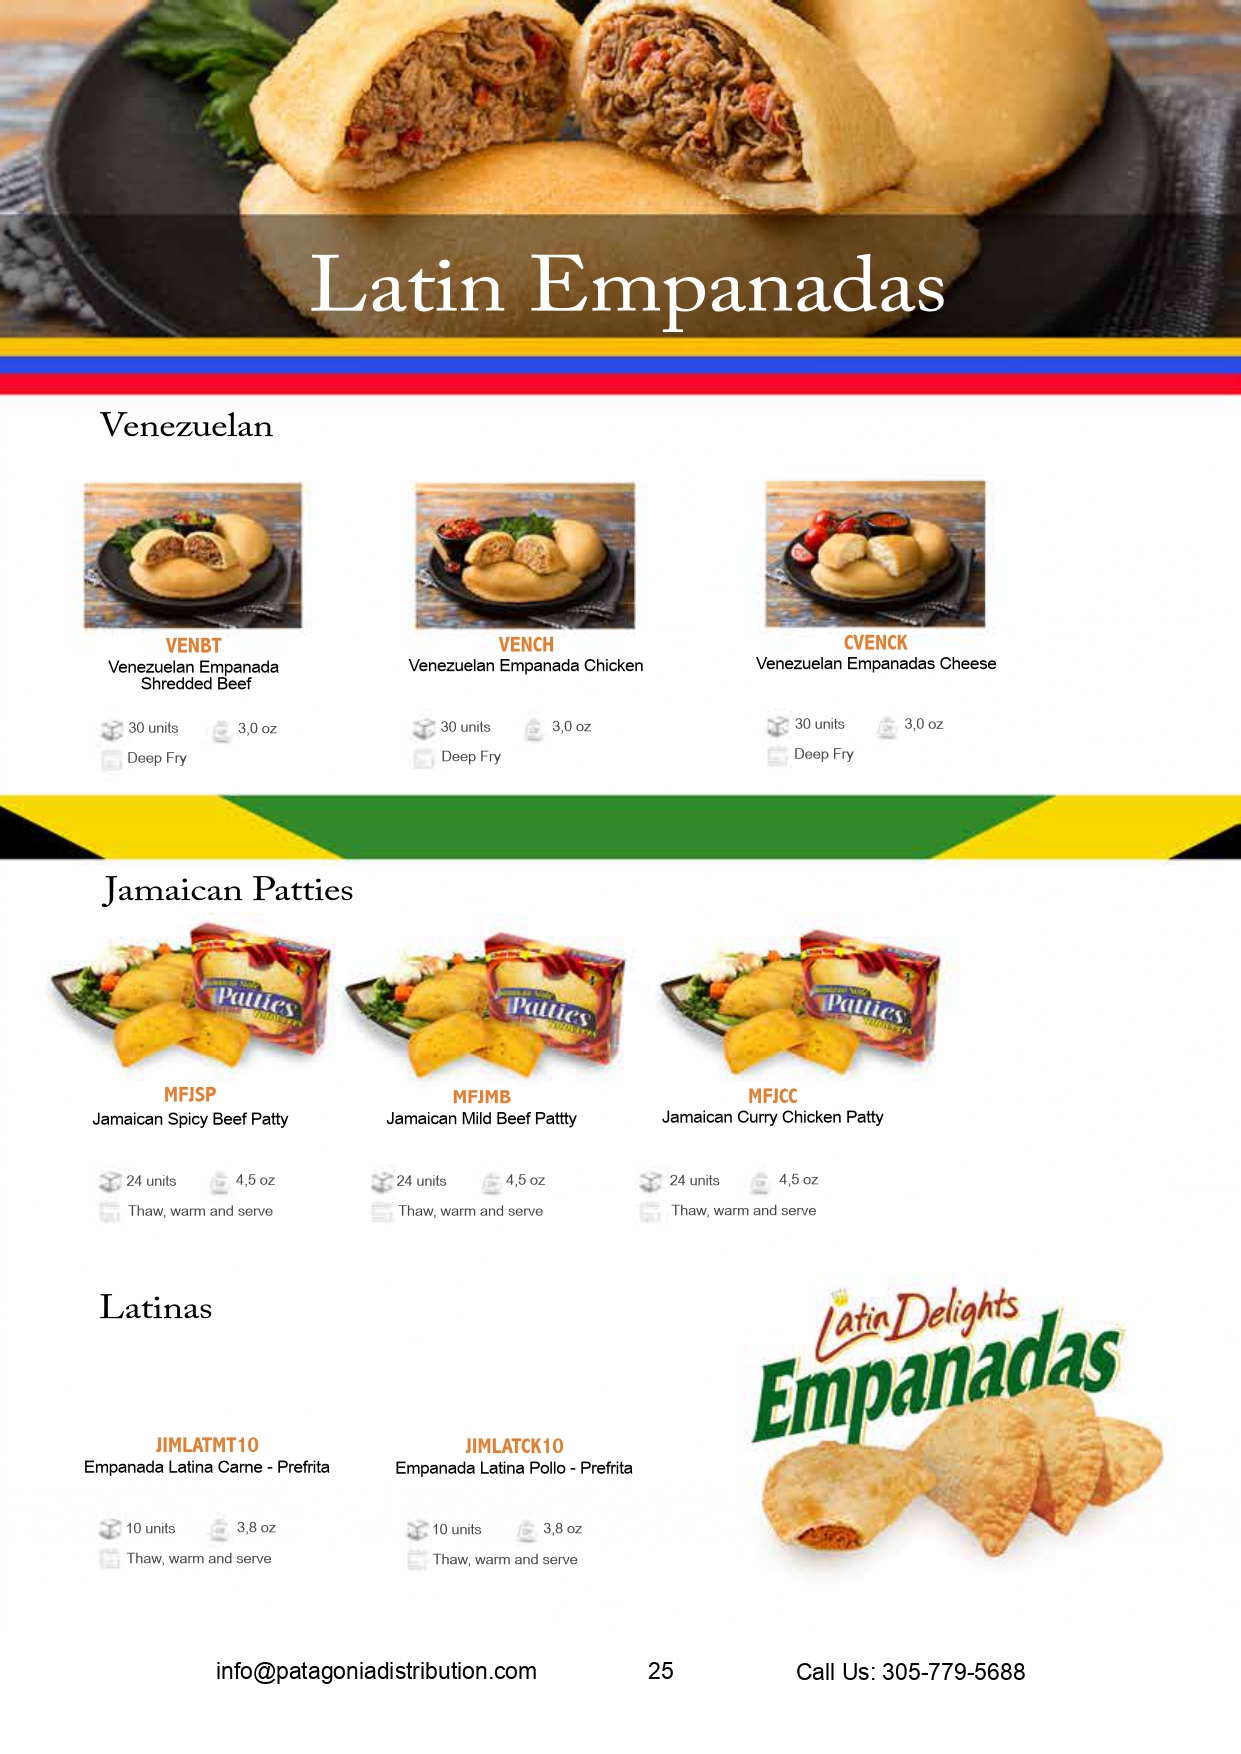 Latin Empanadas
Venezuelan
VENBT
Venezuelan Empanada
Shredded Beef
30 units
3,0 oz
Deep Fry
VENCH
Venezuelan Empanada Chicken
30 units
3,0 oz
Deep Fry
CVENCK
Venezuelan Empanadas Cheese
30 units
3,0 oz
Deep Fry
Jamaican Patties
Patties
Patties
Patties
MFJSP
Jamaican Spicy Beef Patty
24 units
4,5 oz
Thaw, warm and serve
MFJMB
Jamaican Mild Beef Pattty
24 units
4,5 oz
Thaw, warm and serve
MFJCC
Jamaican Curry Chicken Patty
24 units
4,5 oz
Thaw, warm and serve
Latinas
Latin Delights
Empanadas
JIMLATMT10
Empanada Latina Carne - Prefrita
10 units
3,8 oz
Thaw, warm and serve
JIMLATCK10
Empanada Latina Pollo - Prefrita
10 units
3,8 oz
Thaw, warm and serve
info@patagoniadistribution.com
25
Call Us: 305-779-5688